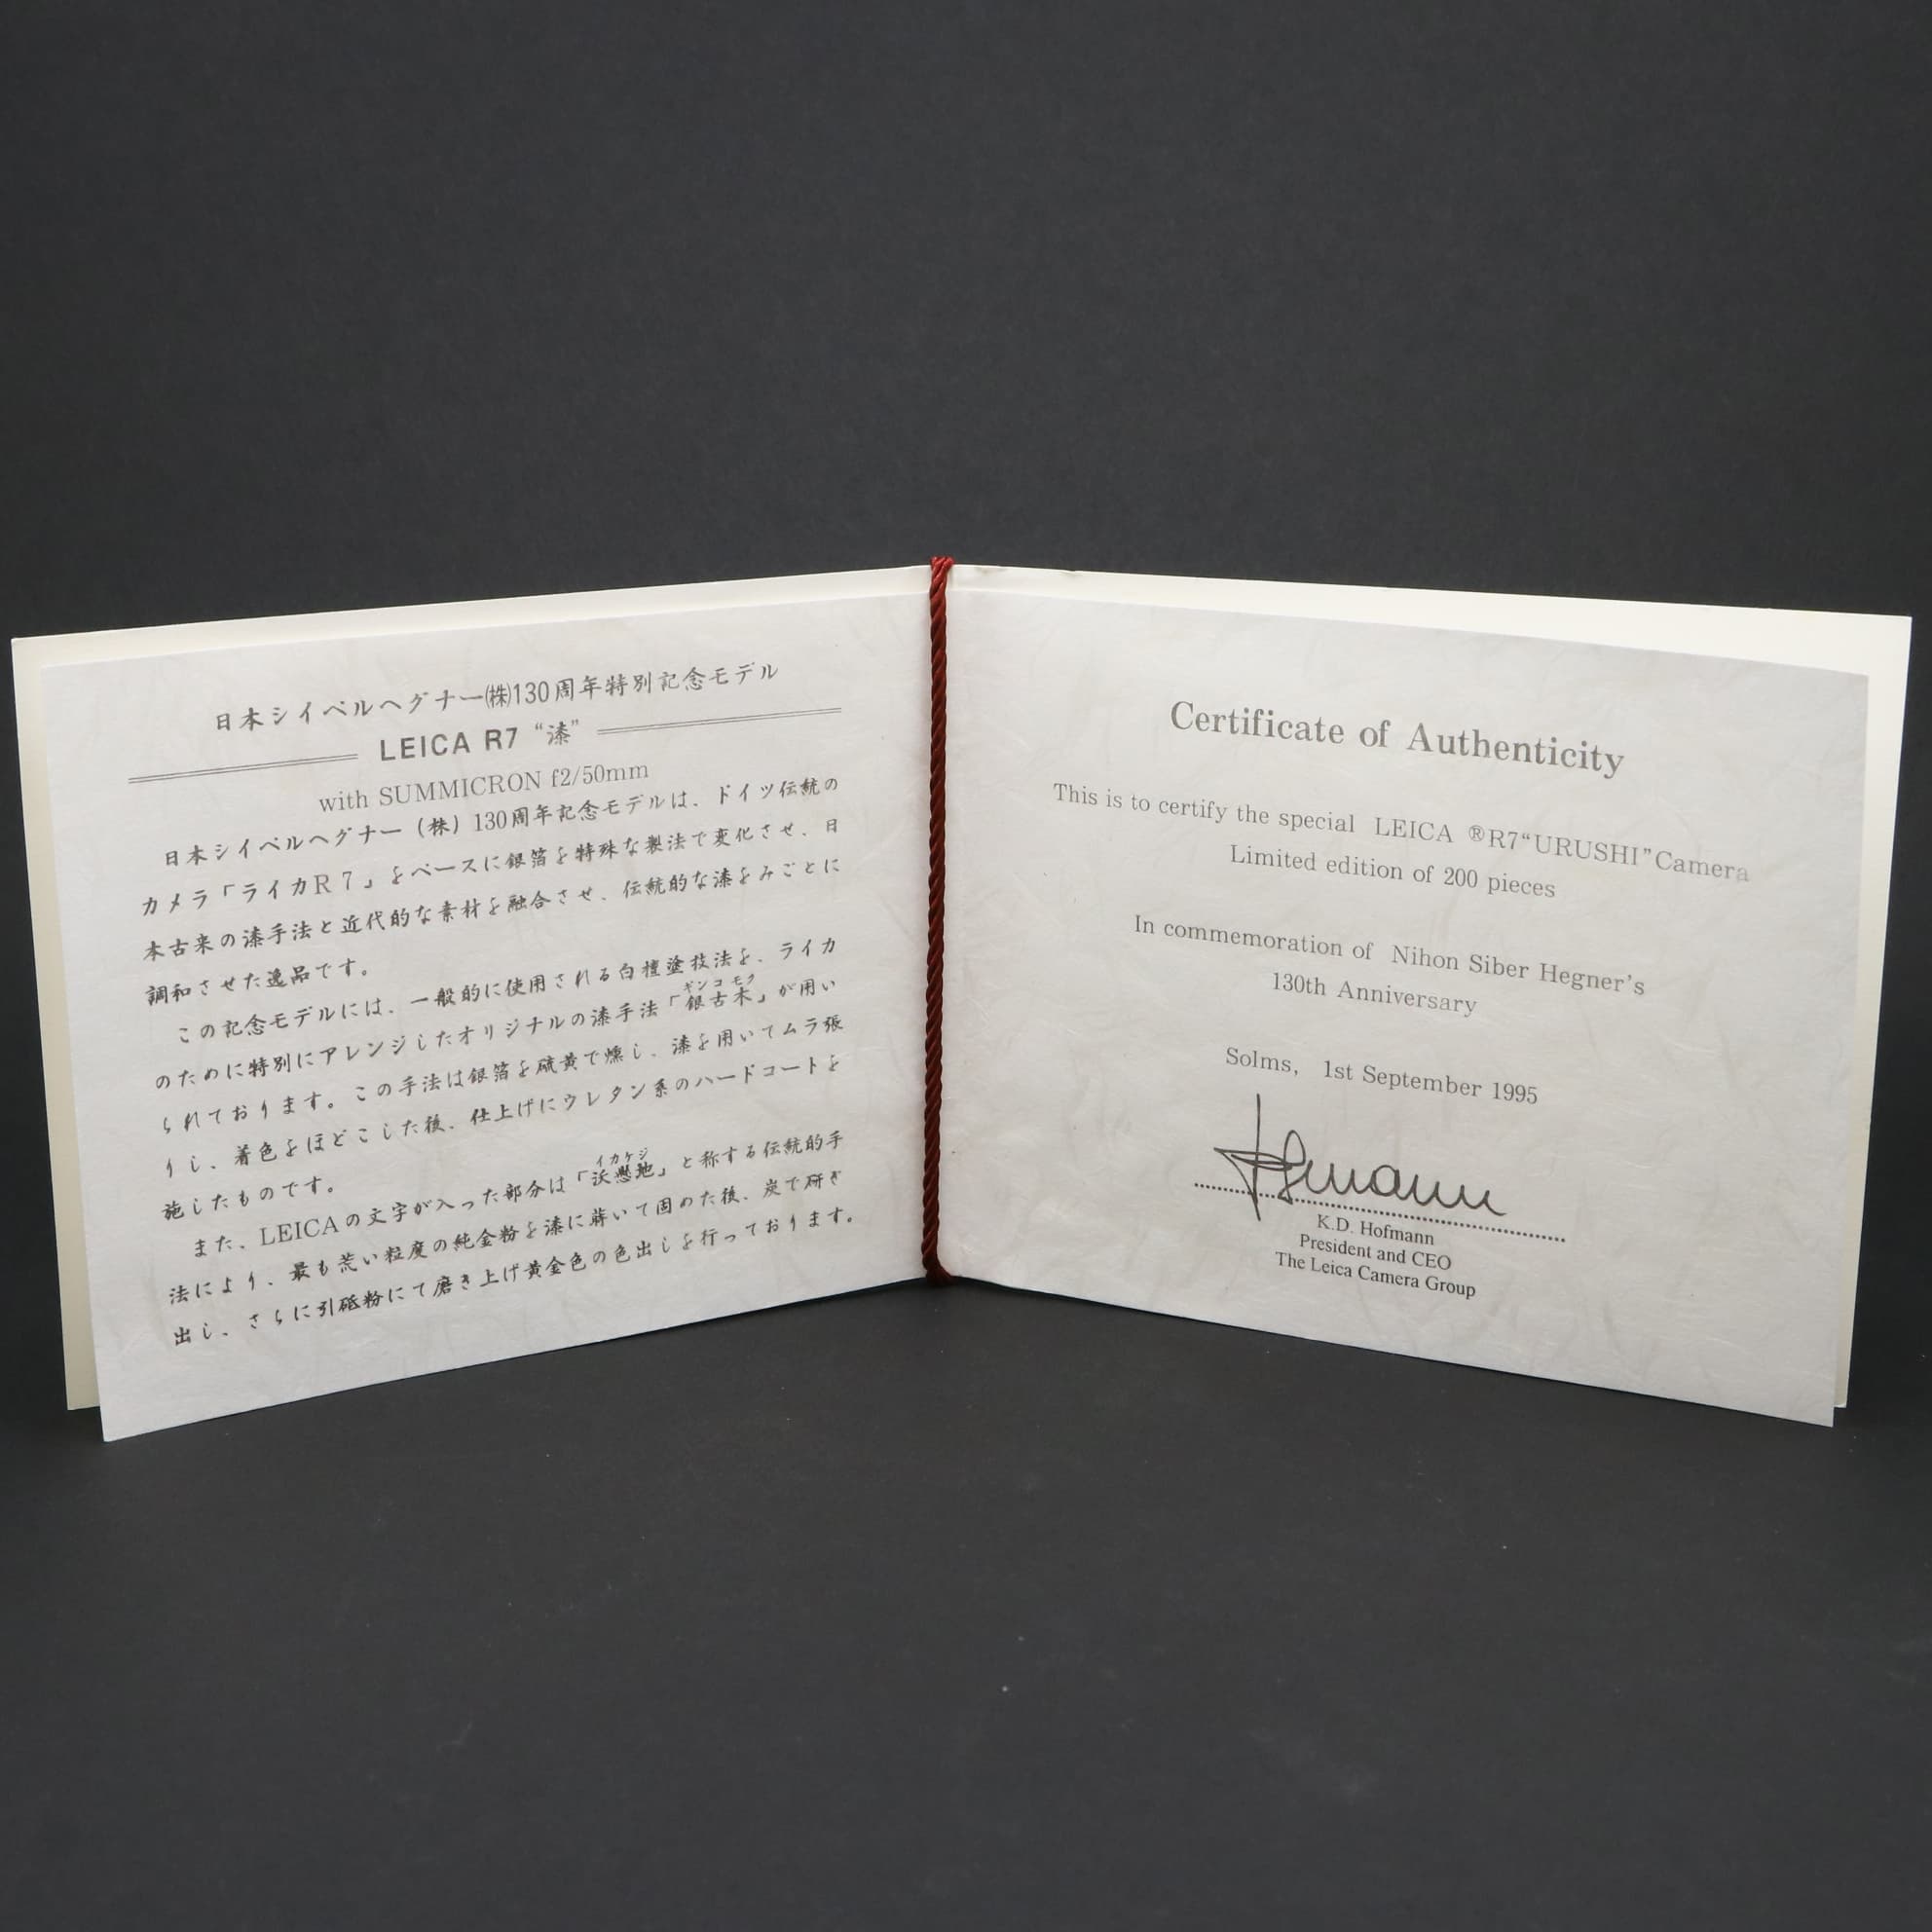 日本シイベルヘグナー㈱130周年特別記念モデル
LEICA R7 “漆”
with SUMMICRON f2/50mm
日本シイベルヘグナー（株）130周年記念モデルは、ドイツ伝統の
カメラ「ライカR７」をベースに銀箔を特殊な製法で変化させ、日
本古来の漆手法と近代的な素材を融合させ、伝統的な漆をみごとに
調和させた逸品です。
この記念モデルには、一般的に使用される白檀塗技法を、ライカ
ギンコモク
のために特別にアレンジしたオリジナルの漆手法「銀古木」が用い
られております。この手法は銀箔を硫黄で燻し、漆を用いてムラ張
りし、着色をほどこした後、仕上げにウレタン系のハードコートを
施したものです。
イカケジ
また、LEICAの文字が入った部分は「沃懸地」と称する伝統的手
法により、最も荒い粒度の純金粉を漆に蒔いて固めた後、炭で研ぎ
出し、さらに引砥粉にて磨き上げ黄金色の色出しを行っております。
Certificate of Authenticity
This is to certify the special LEICA ®R7“URUSHI”Camera
Limited edition of 200 pieces
In commemoration of Nihon Siber Hegner's
130th Anniversary
Solms, 1st September 1995
Hofmann
K.D. Hofmann
President and CEO
The Leica Camera Group